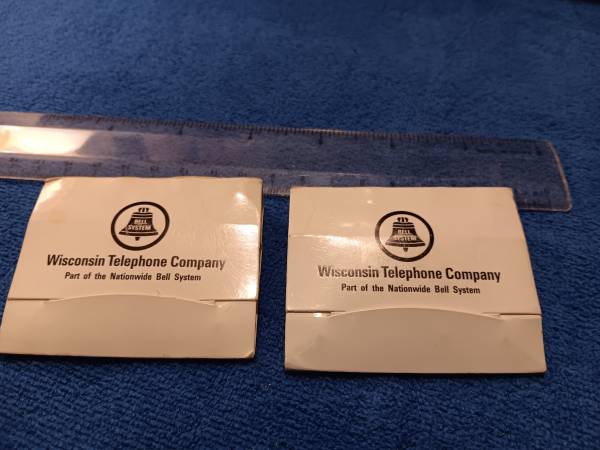 BELL
SYSTEM
Wisconsin Telephone Company
Part of the Nationwide Bell System
BELL
SYSTEM
Wisconsin Telephone Company
Part of the Nationwide Bell System